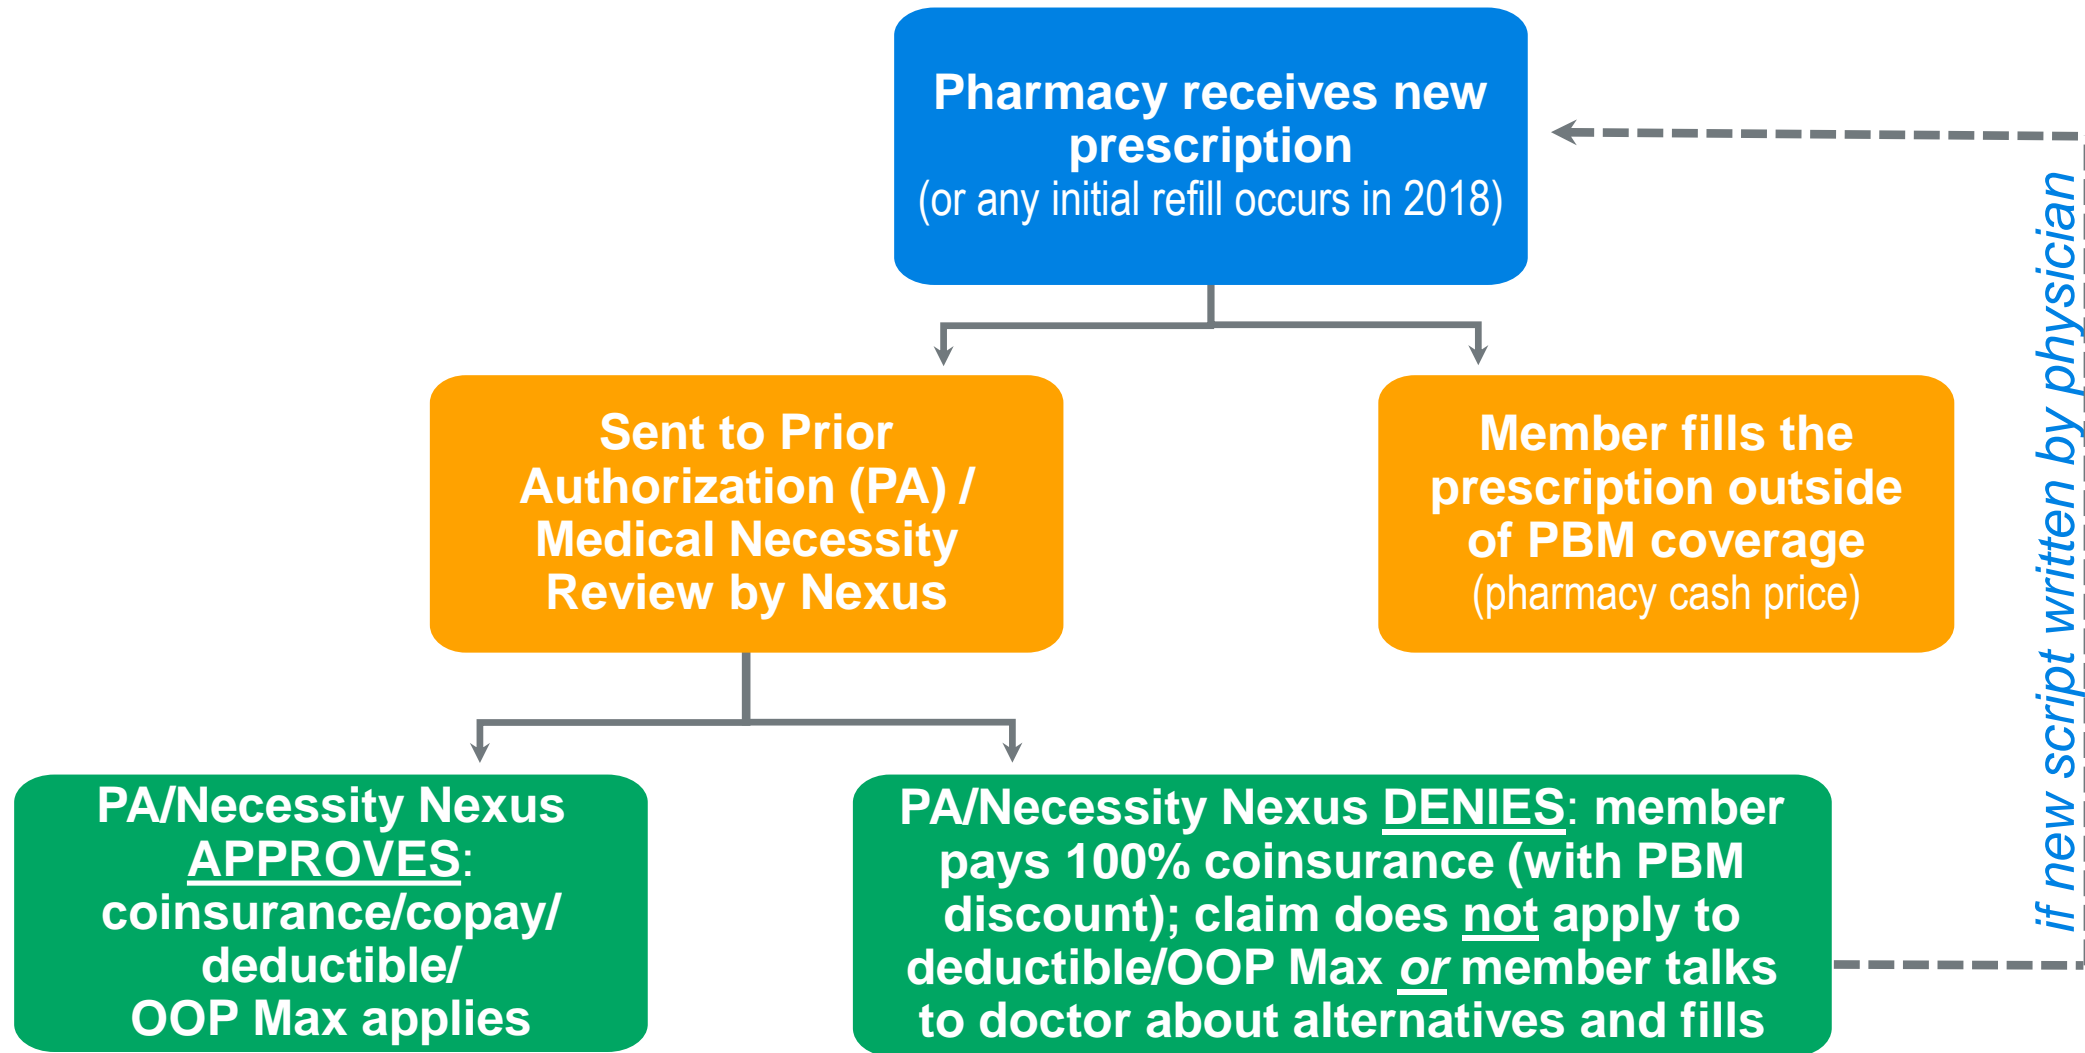 Pharmacy receives new
prescription
(or any initial refill occurs in 2018)
if new script written by physician
Sent to Prior
Authorization (PA) /
Medical Necessity
Review by Nexus
Member fills the
prescription outside
of PBM coverage
(pharmacy cash price)
PA/Necessity Nexus
APPROVES:
coinsurance/copay/
deductible/
OOP Max applies
PA/Necessity Nexus DENIES: member
pays 100% coinsurance (with PBM
discount); claim does not apply to
deductible/OOP Max or member talks
to doctor about alternatives and fills